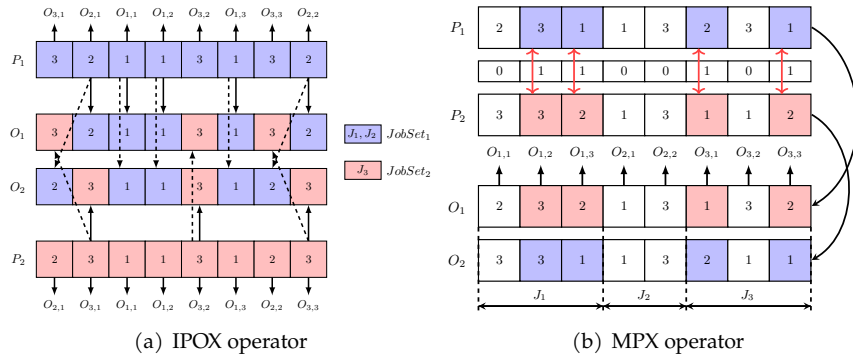 O3,1 O2,1 O1,1 O1,2 O3,2 O1,3 O3,3 O2,2
P1 3 2 1 1 3 1 3 2
O1 3 2 1 1 3 1 3 2
J1, J2 JobSet1
J3 JobSet2
O2 2 3 1 1 3 1 2 3
P2 2 3 1 1 3 1 2 3
O2,1 O3,1 O1,1 O1,2 O3,2 O1,3 O2,2 O3,3
(a) IPOX operator
P1 2 3 1 1 3 2 3 1
0 1 1 0 0 1 0 1
P2 3 3 2 1 3 1 1 2
O1,1 O1,2 O1,3 O2,1 O2,2 O3,1 O3,2 O3,3
O1 2 3 2 1 3 1 3 2
O2 3 3 1 1 3 2 1 1
J1 J2 J3
(b) MPX operator